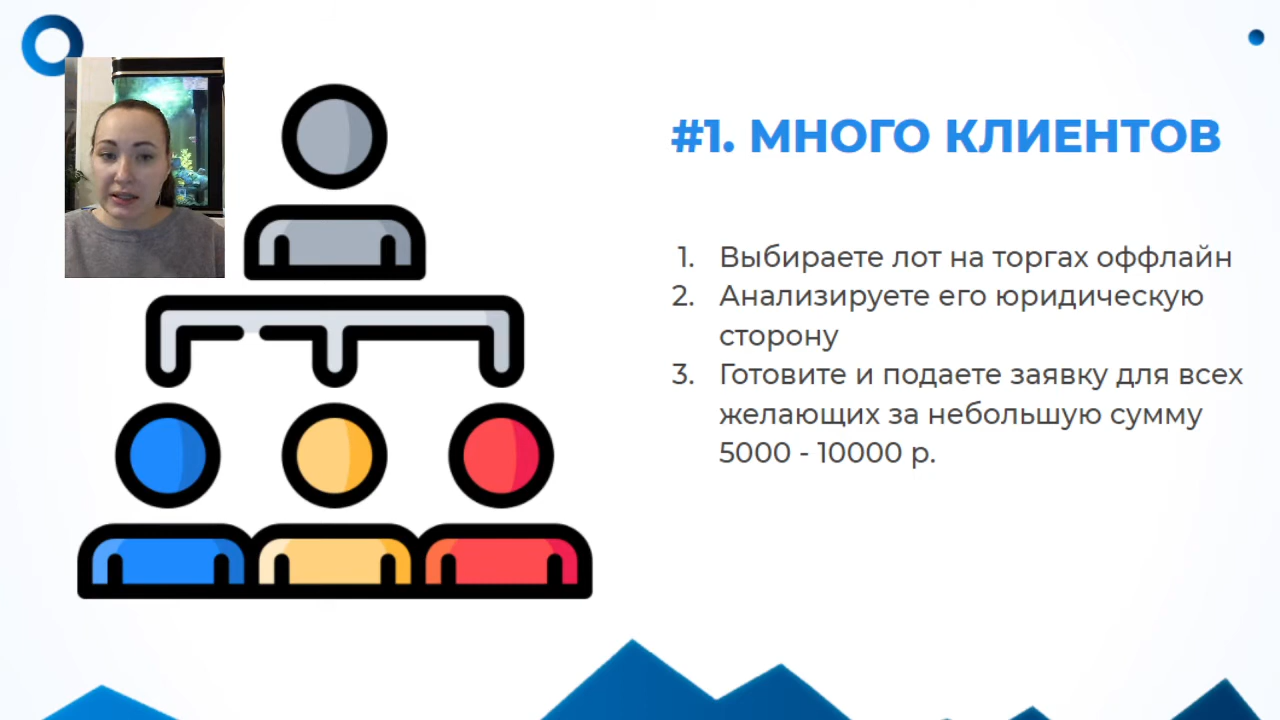 #1. МНОГО КЛИЕНТОВ
1. Выбираете лот на торгах оффлайн
2. Анализируете его юридическую
сторону
3. Готовите и подаете заявку для всех
желающих за небольшую сумму
5000 - 10000 р.